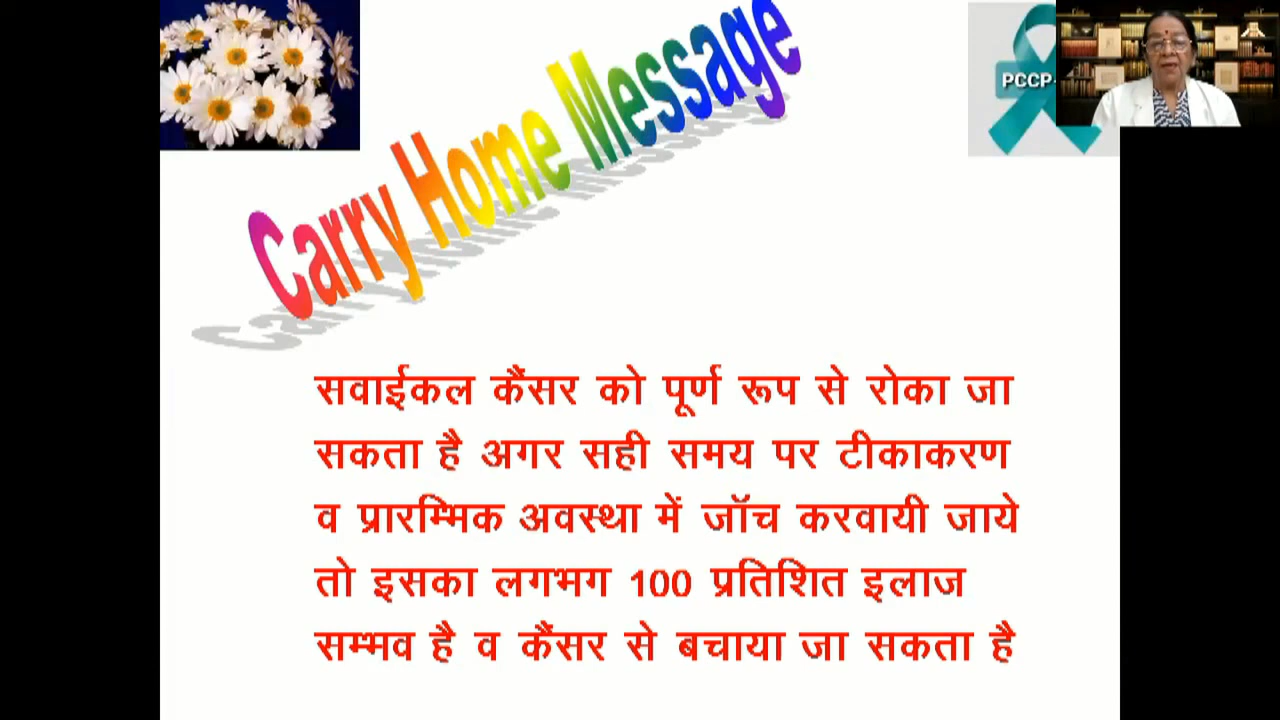 Carry Home Message
PCCP-
सवाईकल कैंसर को पूर्ण रूप से रोका जा
सकता है अगर सही समय पर टीकाकरण
व प्रारम्भिक अवस्था में जॉच करवायी जाये
तो इसका लगभग 100 प्रतिशित इलाज
सम्भव है व कैंसर से बचाया जा सकता है